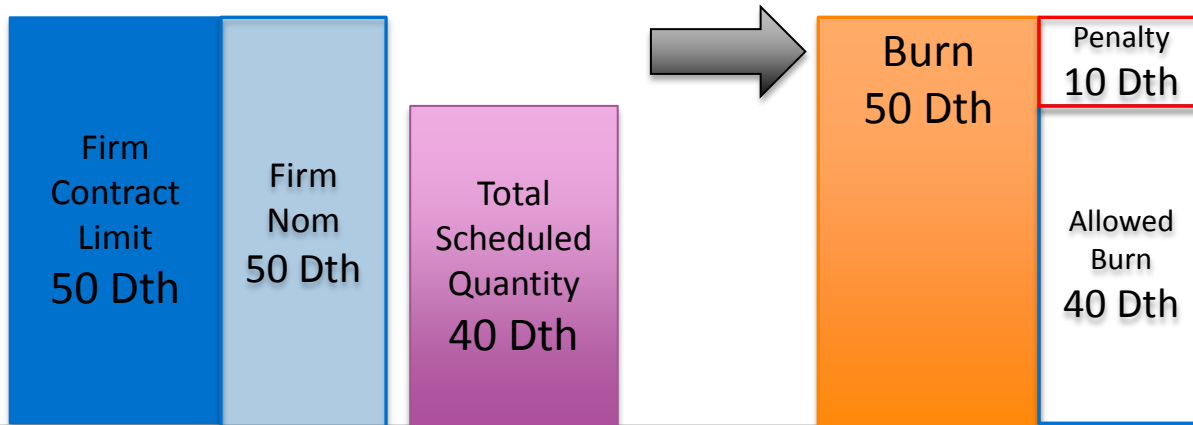 Firm
Contract
Limit
50 Dth
Firm
Nom
50 Dth
Total
Scheduled
Quantity
40 Dth
Burn
50 Dth
Penalty
10 Dth
Allowed
Burn
40 Dth